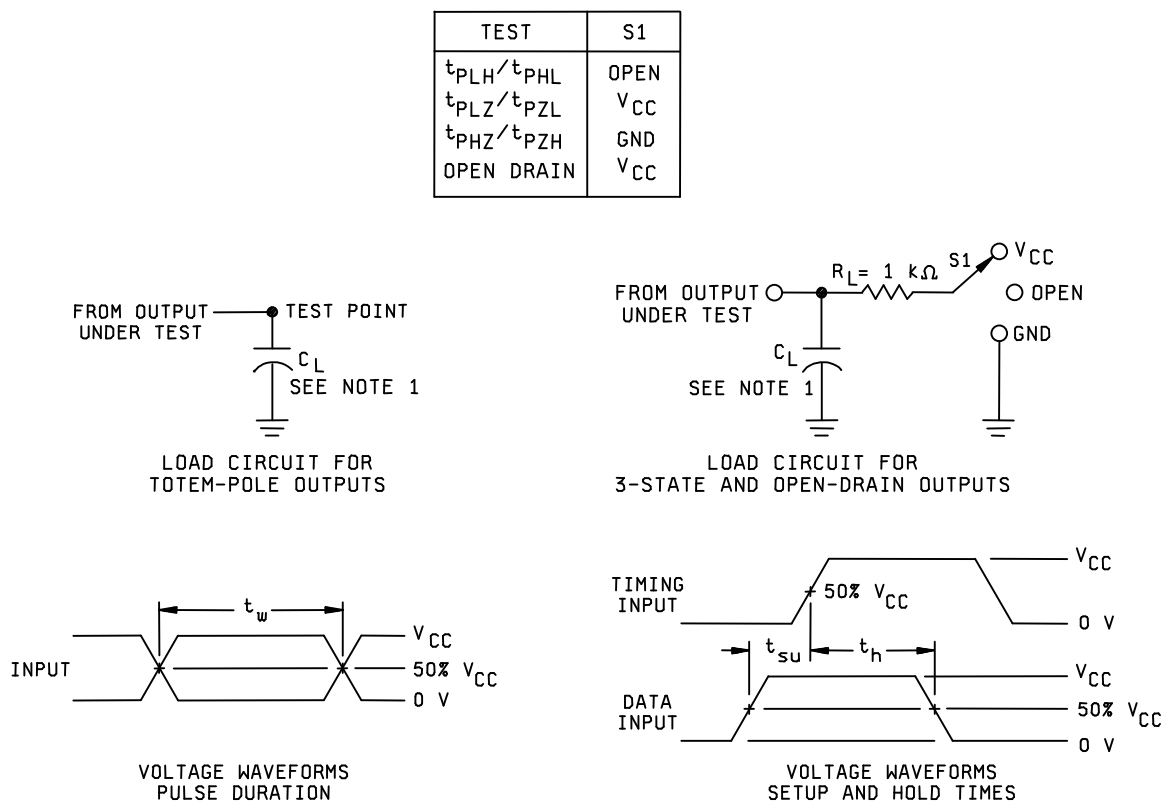 TEST S1
tPLH/tPHL OPEN
tPLZ/tPZL VCC
tPHZ/tPZH GND
OPEN DRAIN VCC
FROM OUTPUT
UNDER TEST
TEST POINT
CL
SEE NOTE 1
LOAD CIRCUIT FOR
TOTEM-POLE OUTPUTS
FROM OUTPUT
UNDER TEST
RL= 1 kΩ
S1
VCC
OPEN
GND
CL
SEE NOTE 1
LOAD CIRCUIT FOR
3-STATE AND OPEN-DRAIN OUTPUTS
INPUT
tw
VCC
50% VCC
0 V
VOLTAGE WAVEFORMS
PULSE DURATION
TIMING
INPUT
50% VCC
VCC
0 V
tsu
th
DATA
INPUT
VCC
50% VCC
0 V
VOLTAGE WAVEFORMS
SETUP AND HOLD TIMES